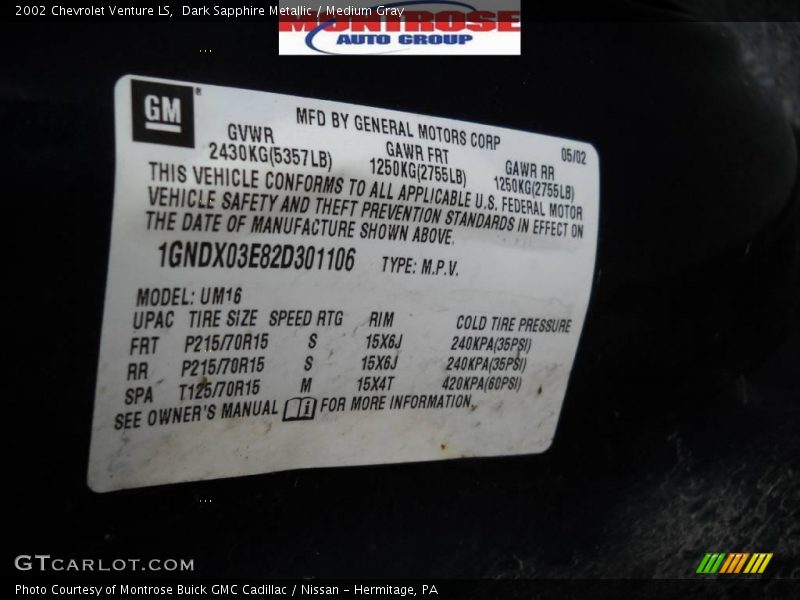 2002 Chevrolet Venture LS, Dark Sapphire Metallic / Medium Gray
MONTROSE
AUTO GROUP
GM
MFD BY GENERAL MOTORS CORP
05/02
GVWR GAWR FRT GAWR RR
2430KG(5357LB) 1250KG(2755LB) 1250KG(2755LB)
THIS VEHICLE CONFORMS TO ALL APPLICABLE U.S. FEDERAL MOTOR
VEHICLE SAFETY AND THEFT PREVENTION STANDARDS IN EFFECT ON
THE DATE OF MANUFACTURE SHOWN ABOVE.
1GNDX03E82D301106 TYPE: M.P.V.
MODEL: UM16
UPAC TIRE SIZE SPEED RTG RIM COLD TIRE PRESSURE
FRT P215/70R15 S 15X6J 240KPA(35PSI)
RR P215/70R15 S 15X6J 240KPA(35PSI)
SPA T125/70R15 M 15X4T 420KPA(60PSI)
SEE OWNER'S MANUAL i FOR MORE INFORMATION.
GTCARLOT.COM
Photo Courtesy of Montrose Buick GMC Cadillac / Nissan - Hermitage, PA